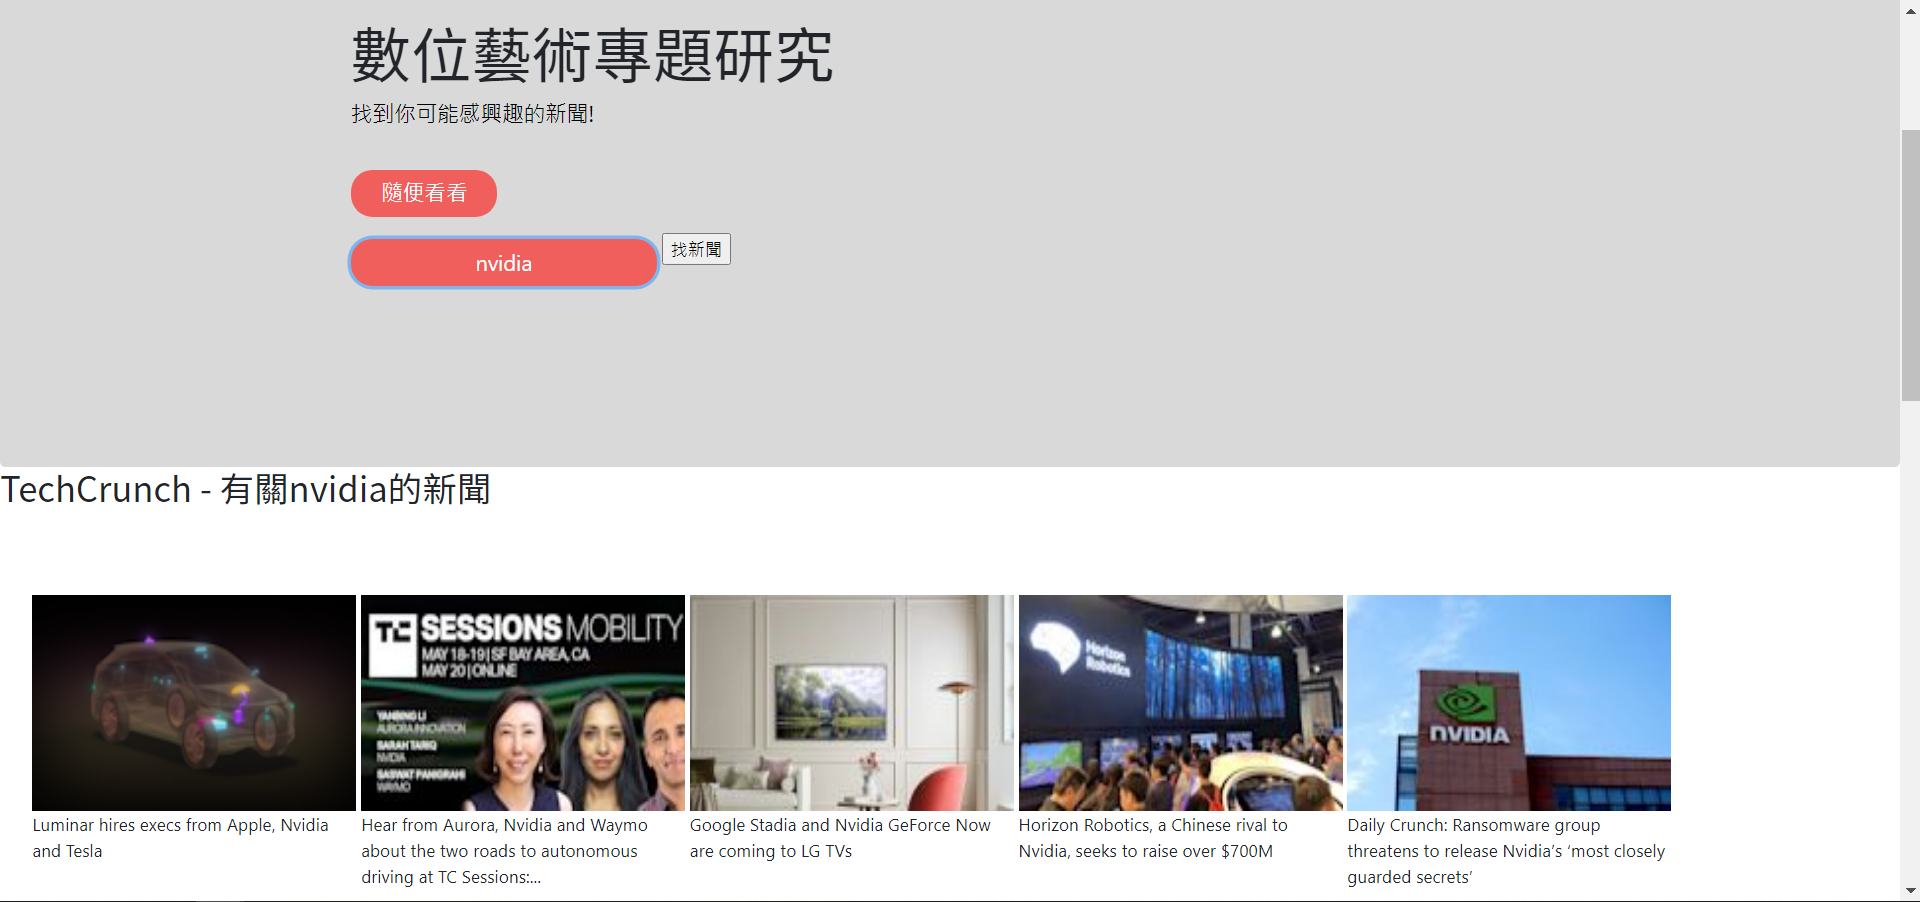 數位藝術專題研究
找到你可能感興趣的新聞!
隨便看看
nvidia
找新聞
TechCrunch - 有關nvidia的新聞
TC SESSIONS MOBILITY
MAY 18-19 | SF BAY AREA, CA
MAY 20 | ONLINE
YANBING LI
AURORA INNOVATION
SARAH TARIQ
NVIDIA
SASWAT PANIGRAHI
WAYMO
Horizon
Robotics
NVIDIA
Luminar hires execs from Apple, Nvidia
and Tesla
Hear from Aurora, Nvidia and Waymo
about the two roads to autonomous
driving at TC Sessions:...
Google Stadia and Nvidia GeForce Now
are coming to LG TVs
Horizon Robotics, a Chinese rival to
Nvidia, seeks to raise over $700M
Daily Crunch: Ransomware group
threatens to release Nvidia’s ‘most closely
guarded secrets’